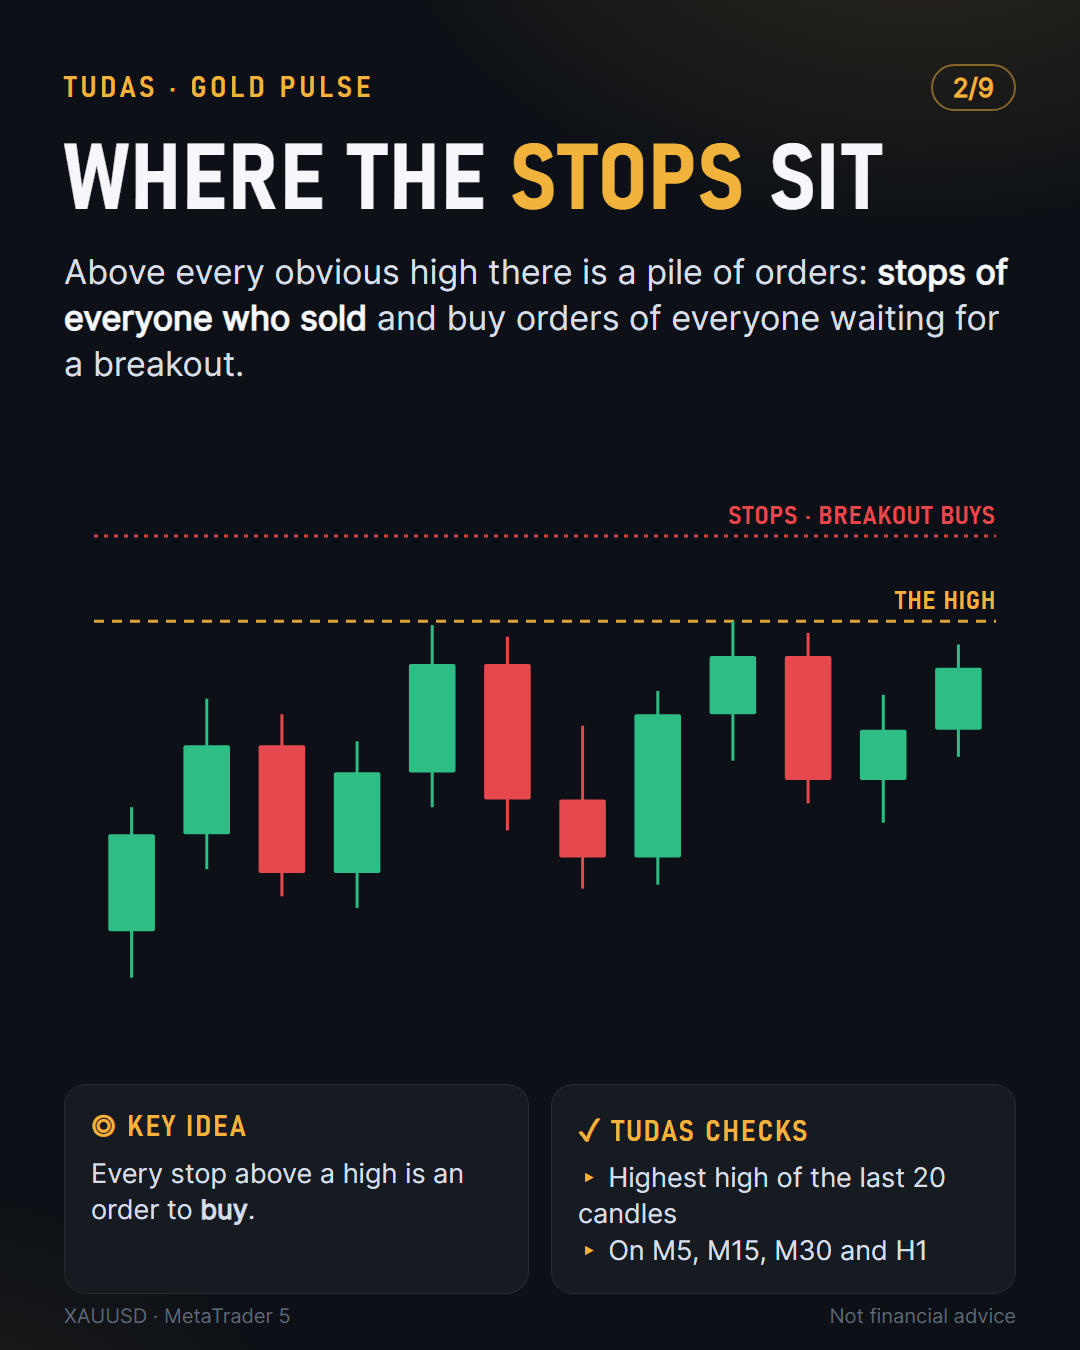 TUDAS · GOLD PULSE
2/9
WHERE THE STOPS SIT
Above every obvious high there is a pile of orders: stops of
everyone who sold and buy orders of everyone waiting for
a breakout.
STOPS · BREAKOUT BUYS
THE HIGH
◎ KEY IDEA
Every stop above a high is an
order to buy.
✓ TUDAS CHECKS
▸ Highest high of the last 20
candles
▸ On M5, M15, M30 and H1
XAUUSD · MetaTrader 5
Not financial advice